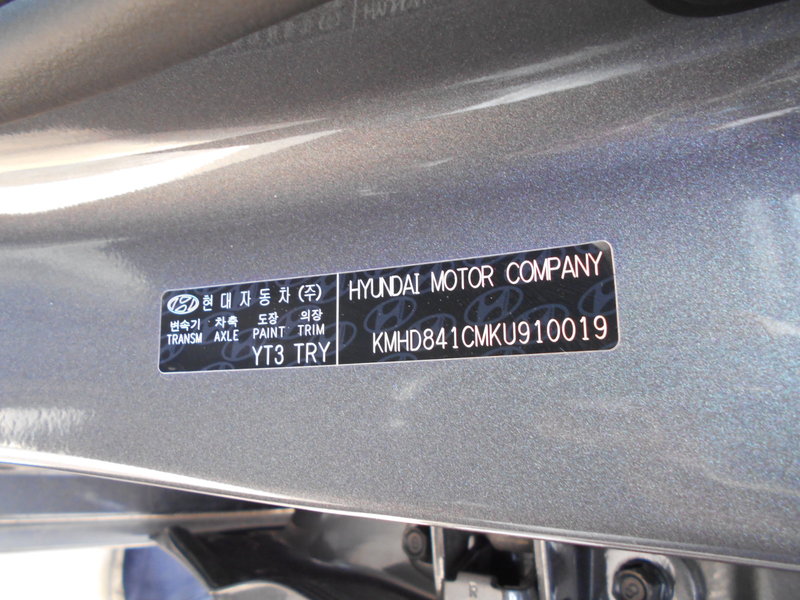 현대자동차(주)
변속기 차축 도장 의장
TRANSM AXLE PAINT TRIM
YT3 TRY
HYUNDAI MOTOR COMPANY
KMHD841CMKU910019
R